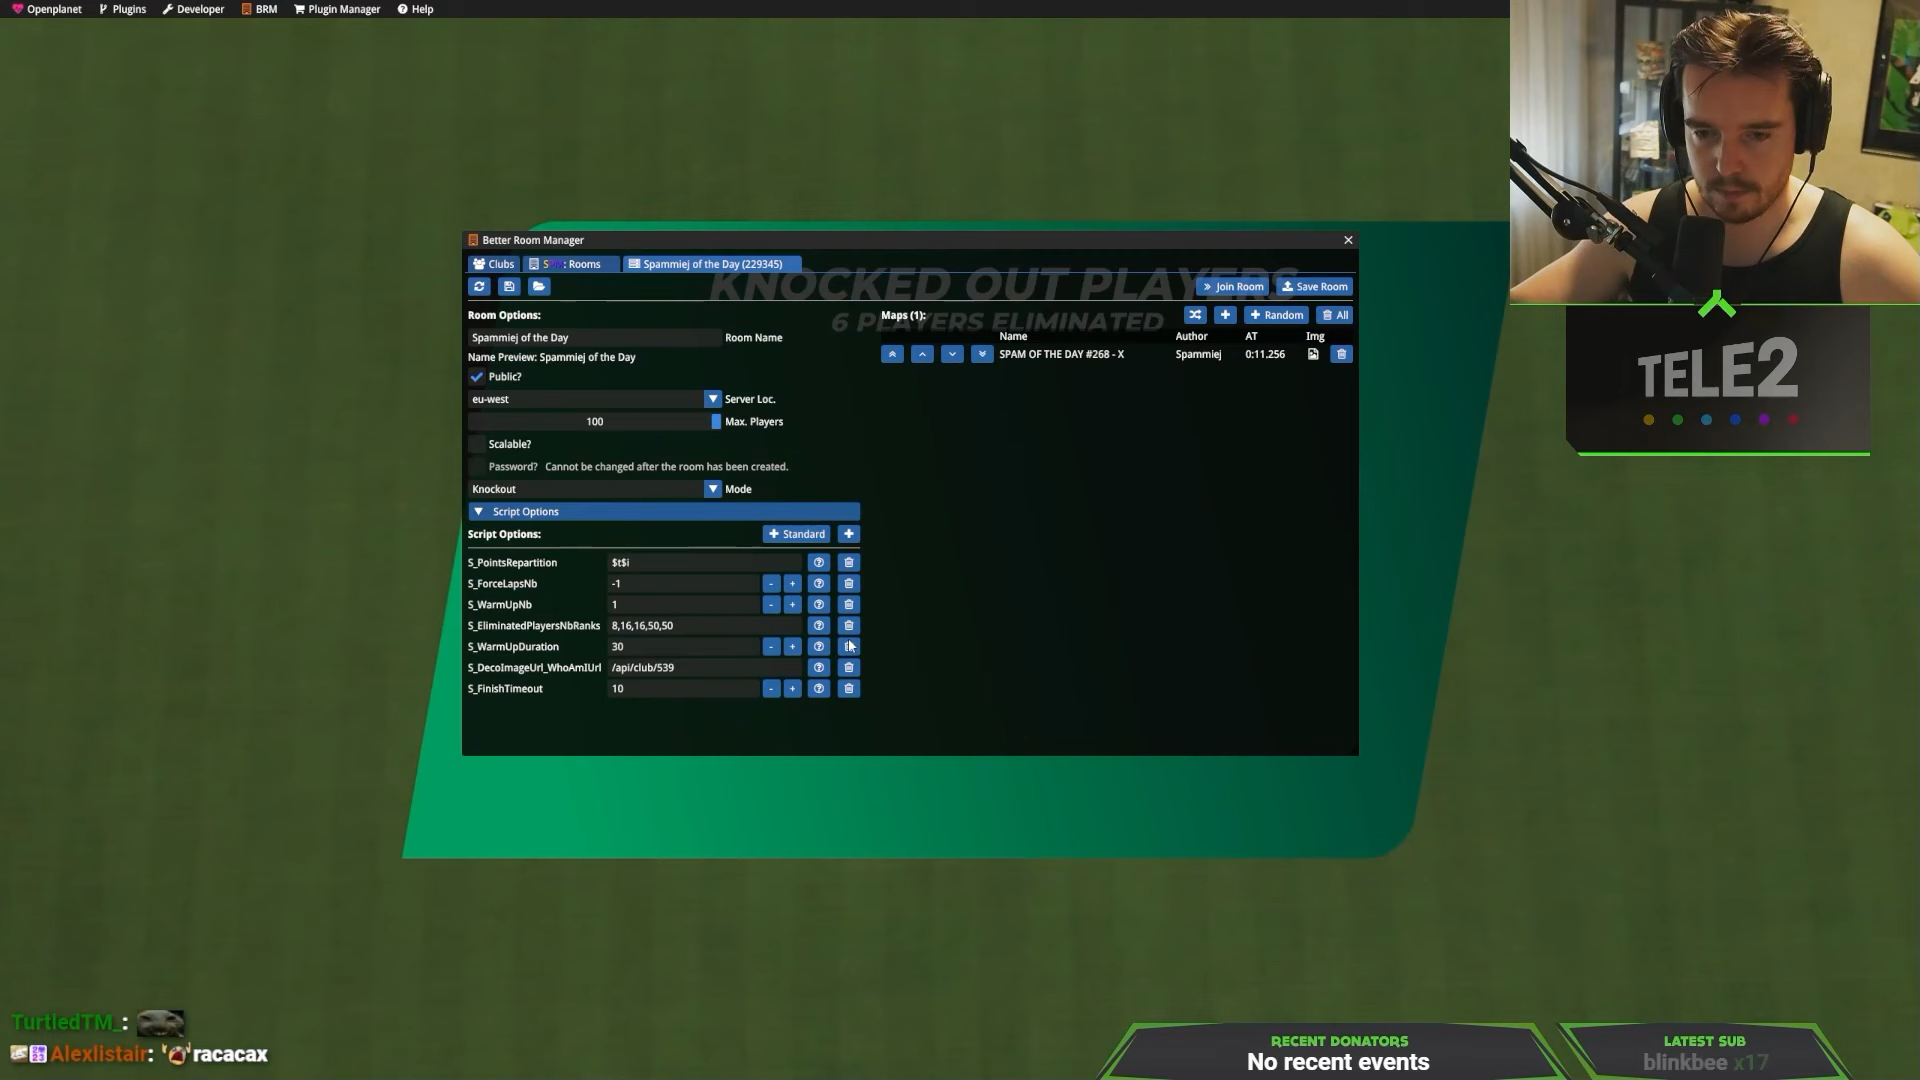 Openplanet Plugins Developer BRM Plugin Manager Help
Better Room Manager
Clubs Rooms Spammiej of the Day (229345)
KNOCKED OUT PLAYERS
Join Room Save Room
6 PLAYERS ELIMINATED
Room Options:
Spammiej of the Day Room Name
Name Preview: Spammiej of the Day
Public?
eu-west Server Loc.
100 Max. Players
Scalable?
Password? Cannot be changed after the room has been created.
Knockout Mode
Script Options
Script Options: + Standard +
S_PointsRepartition $t$i
S_ForceLapsNb -1 - +
S_WarmUpNb 1 - +
S_EliminatedPlayersNbRanks 8,16,16,50,50
S_WarmUpDuration 30 - +
S_DecoImageUrl_WhoAmIUrl /api/club/539
S_FinishTimeout 10 - +
Maps (1): + + Random All
Name Author AT Img
SPAM OF THE DAY #268 - X Spammiej 0:11.256
TELE2
TurtledTM_:
Alexlistair: racacax
RECENT DONATORS
No recent events
LATEST SUB
blinkbee x17